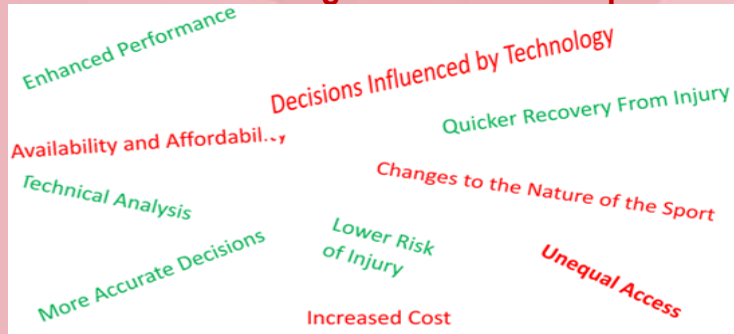 Enhanced Performance
Decisions Influenced by Technology
Quicker Recovery From Injury
Availability and Affordabil...y
Technical Analysis
Changes to the Nature of the Sport
Lower Risk
of Injury
More Accurate Decisions
Unequal Access
Increased Cost